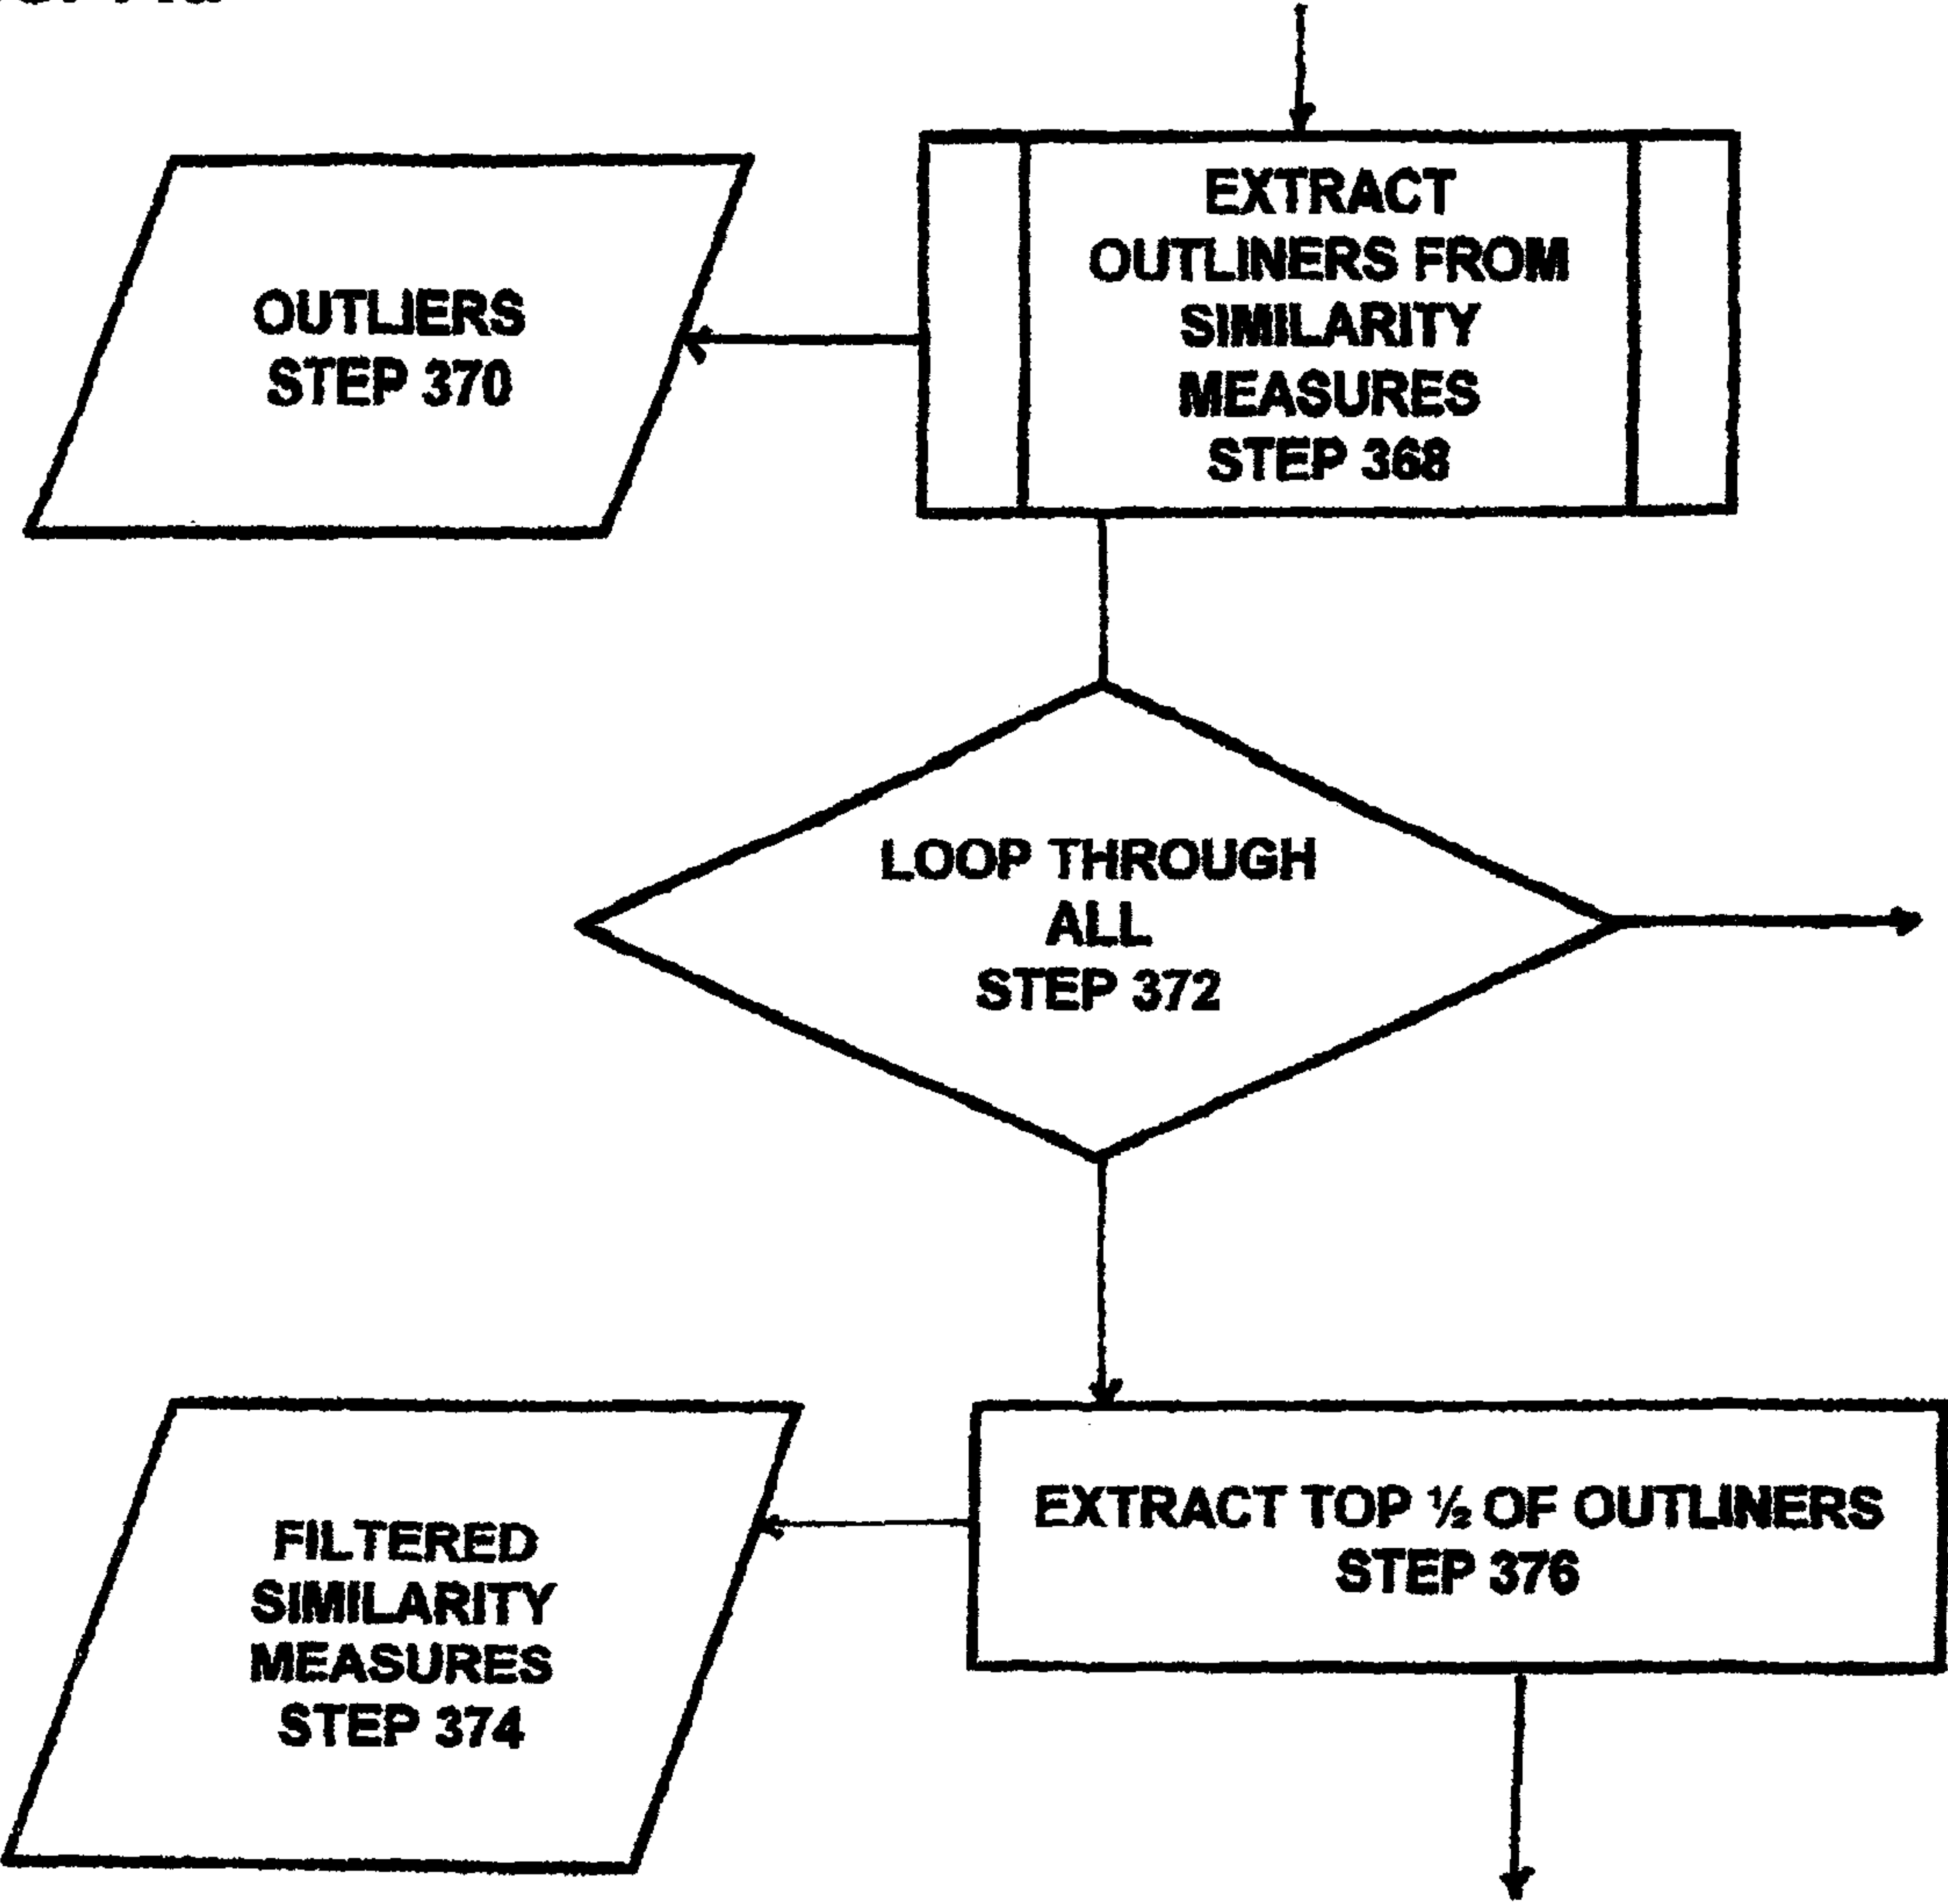 EXTRACT
OUTLINERS FROM
SIMILARITY
MEASURES
STEP 368
OUTLIERS
STEP 370
LOOP THROUGH
ALL
STEP 372
EXTRACT TOP ½ OF OUTLINERS
STEP 376
FILTERED
SIMILARITY
MEASURES
STEP 374